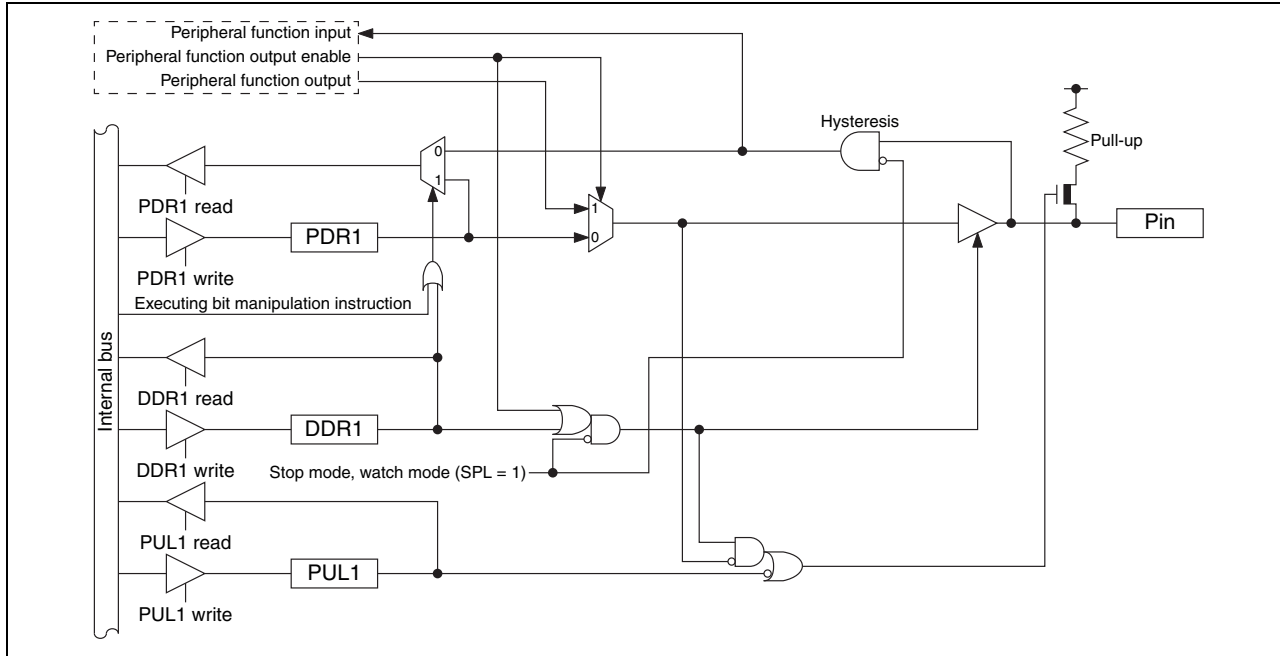 Peripheral function input
Peripheral function output enable
Peripheral function output
Hysteresis
Pull-up
0
1
PDR1 read
1
0
PDR1
Pin
PDR1 write
Executing bit manipulation instruction
Internal bus
DDR1 read
DDR1
DDR1 write
Stop mode, watch mode (SPL = 1)
PUL1 read
PUL1
PUL1 write